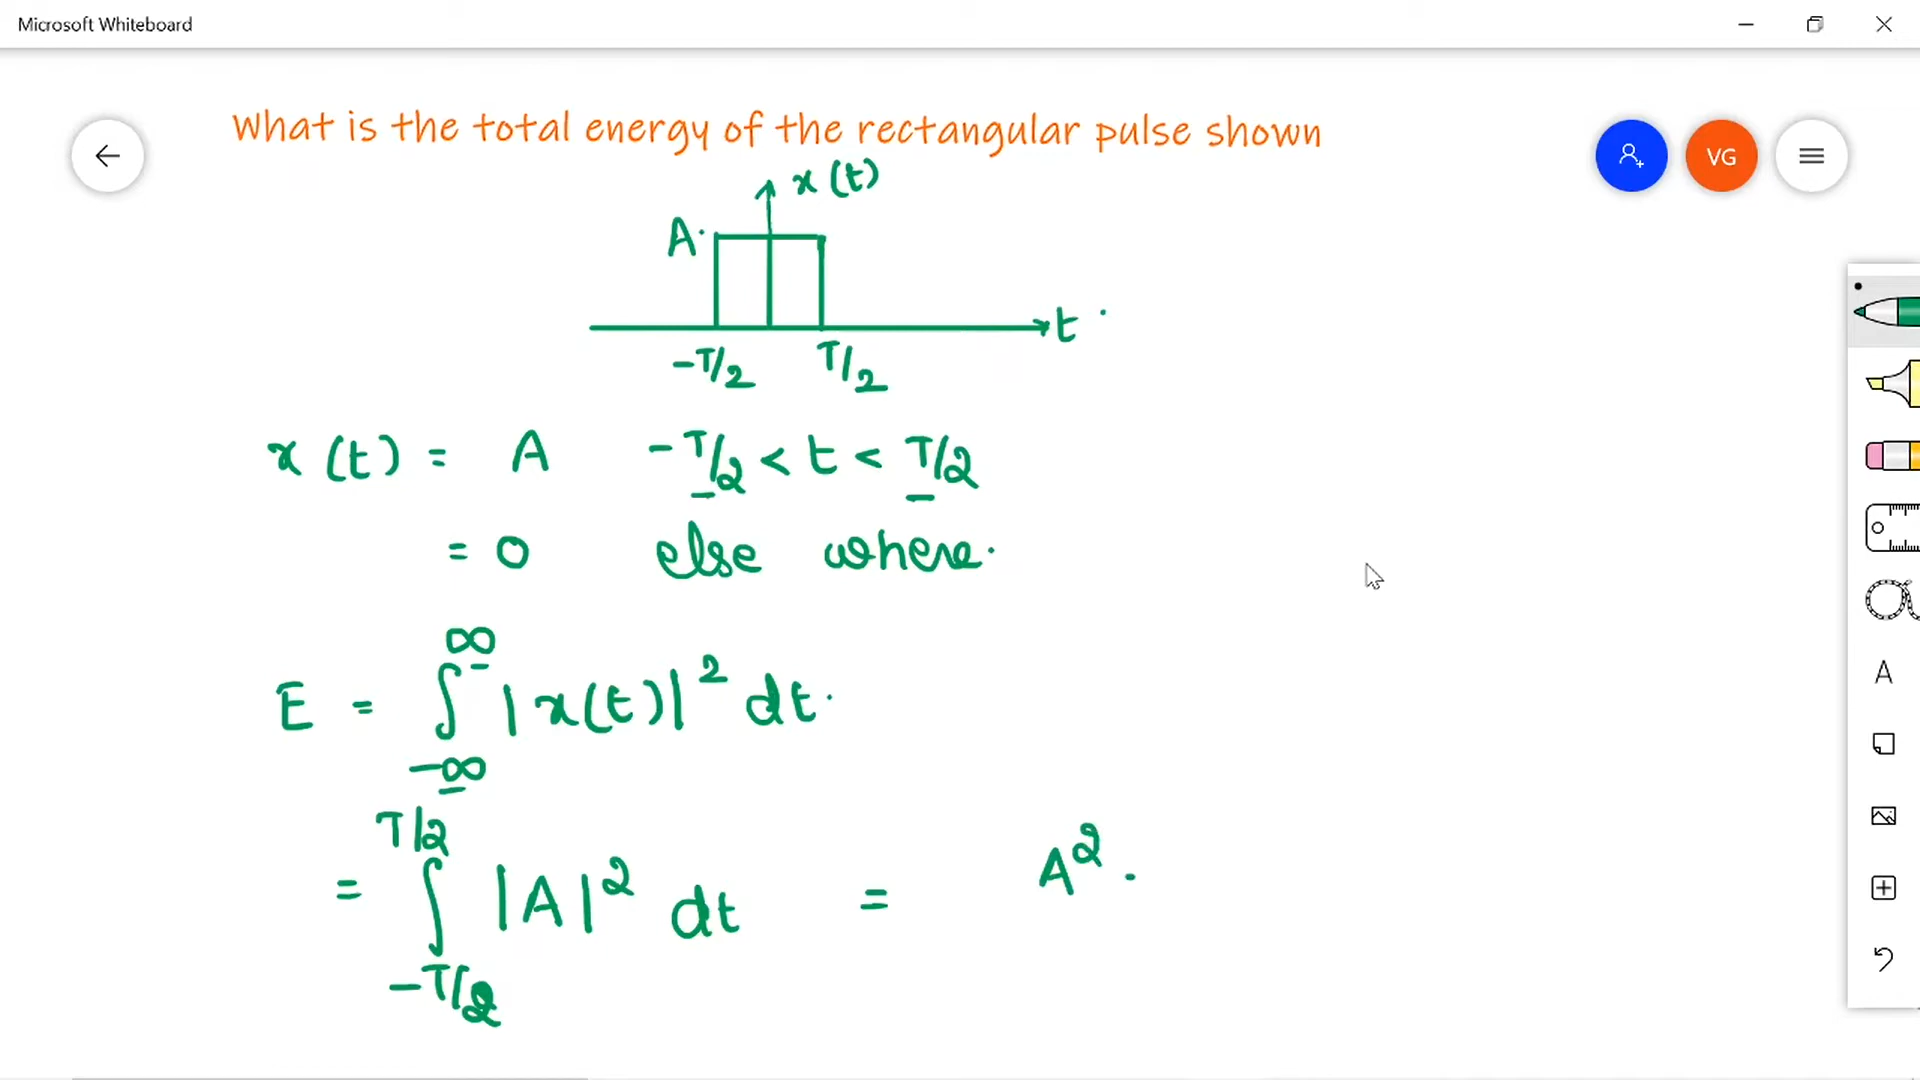 Microsoft Whiteboard
What is the total energy of the rectangular pulse shown
VG
x(t)
A
t
-T/2 T/2
x(t) = A -T/2 < t < T/2
= 0 else where.
E = ∫ |x(t)|² dt.
∞
-∞
T/2
= ∫ |A|² dt = A².
-T/2
A